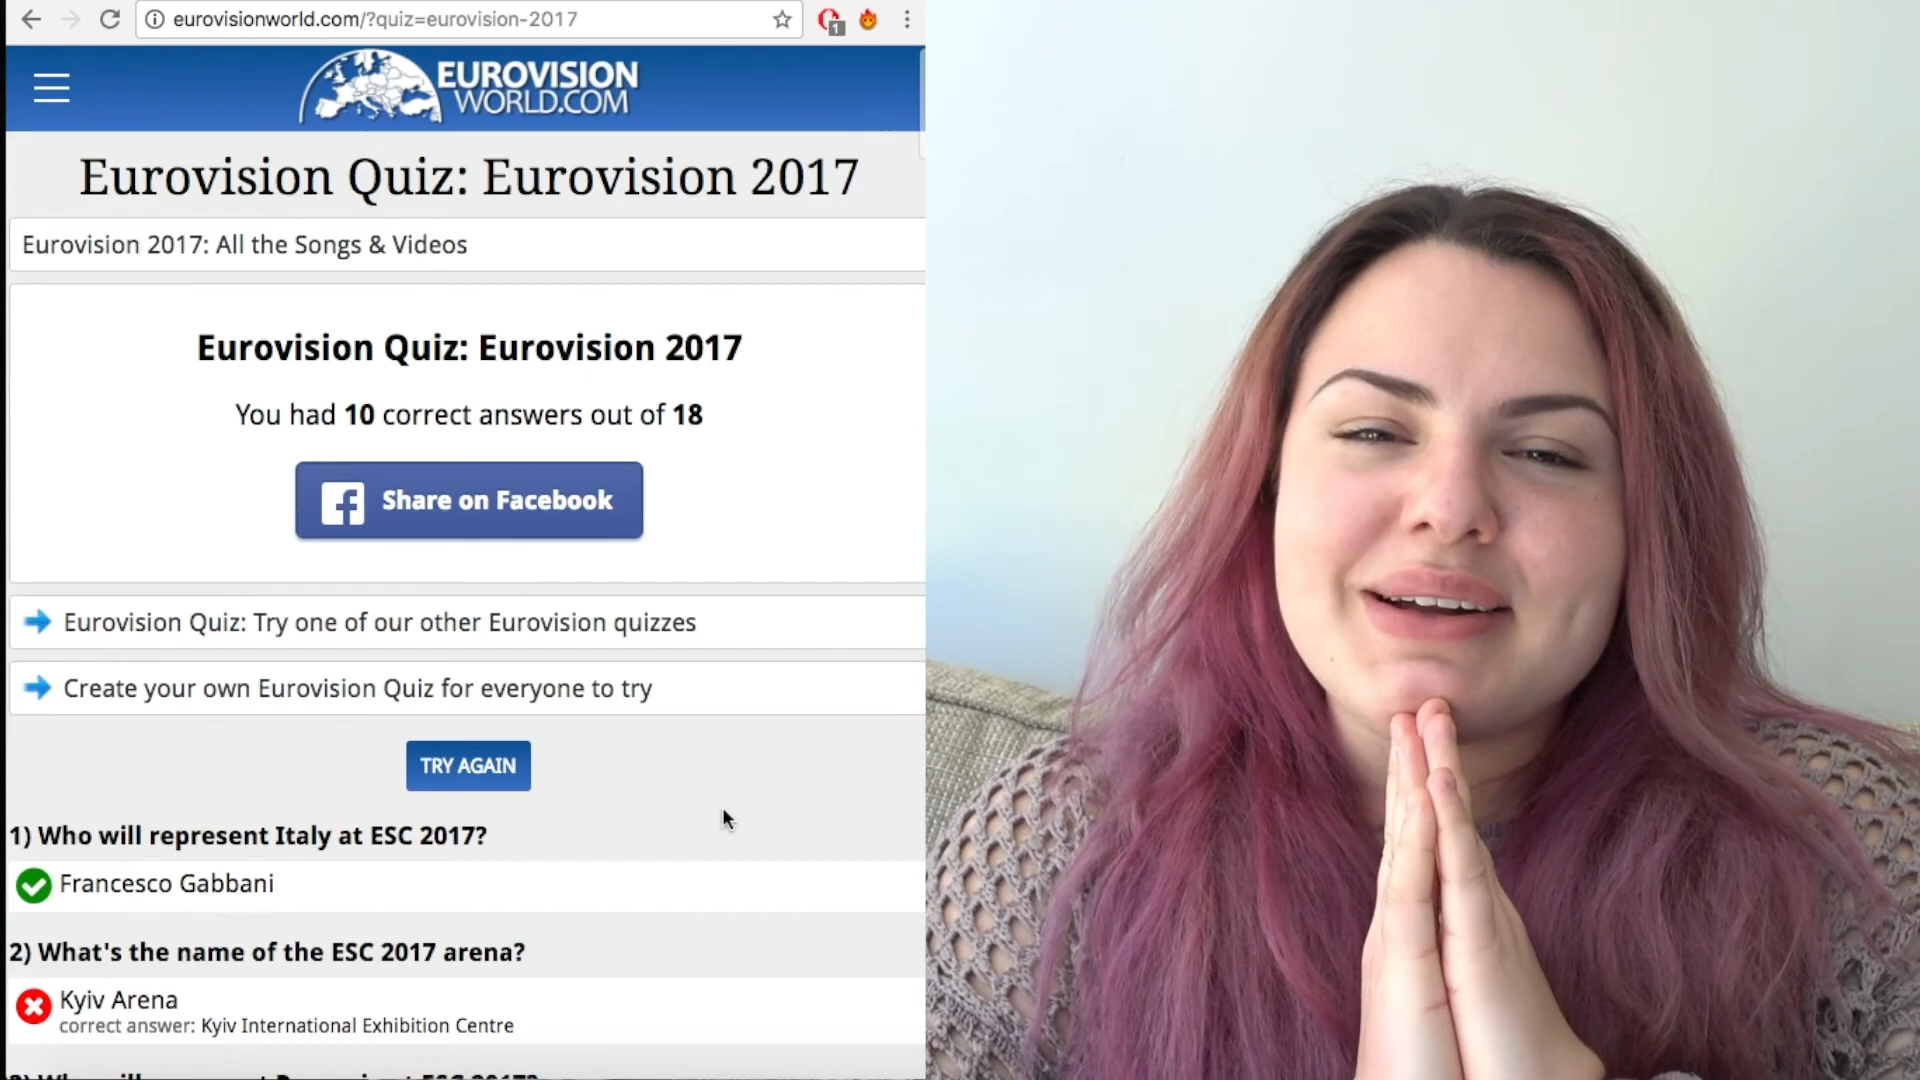 eurovisionworld.com/?quiz=eurovision-2017
1
EUROVISION
WORLD.COM
Eurovision Quiz: Eurovision 2017
Eurovision 2017: All the Songs & Videos
Eurovision Quiz: Eurovision 2017
You had 10 correct answers out of 18
Share on Facebook
Eurovision Quiz: Try one of our other Eurovision quizzes
Create your own Eurovision Quiz for everyone to try
TRY AGAIN
1) Who will represent Italy at ESC 2017?
Francesco Gabbani
2) What's the name of the ESC 2017 arena?
Kyiv Arena
correct answer: Kyiv International Exhibition Centre